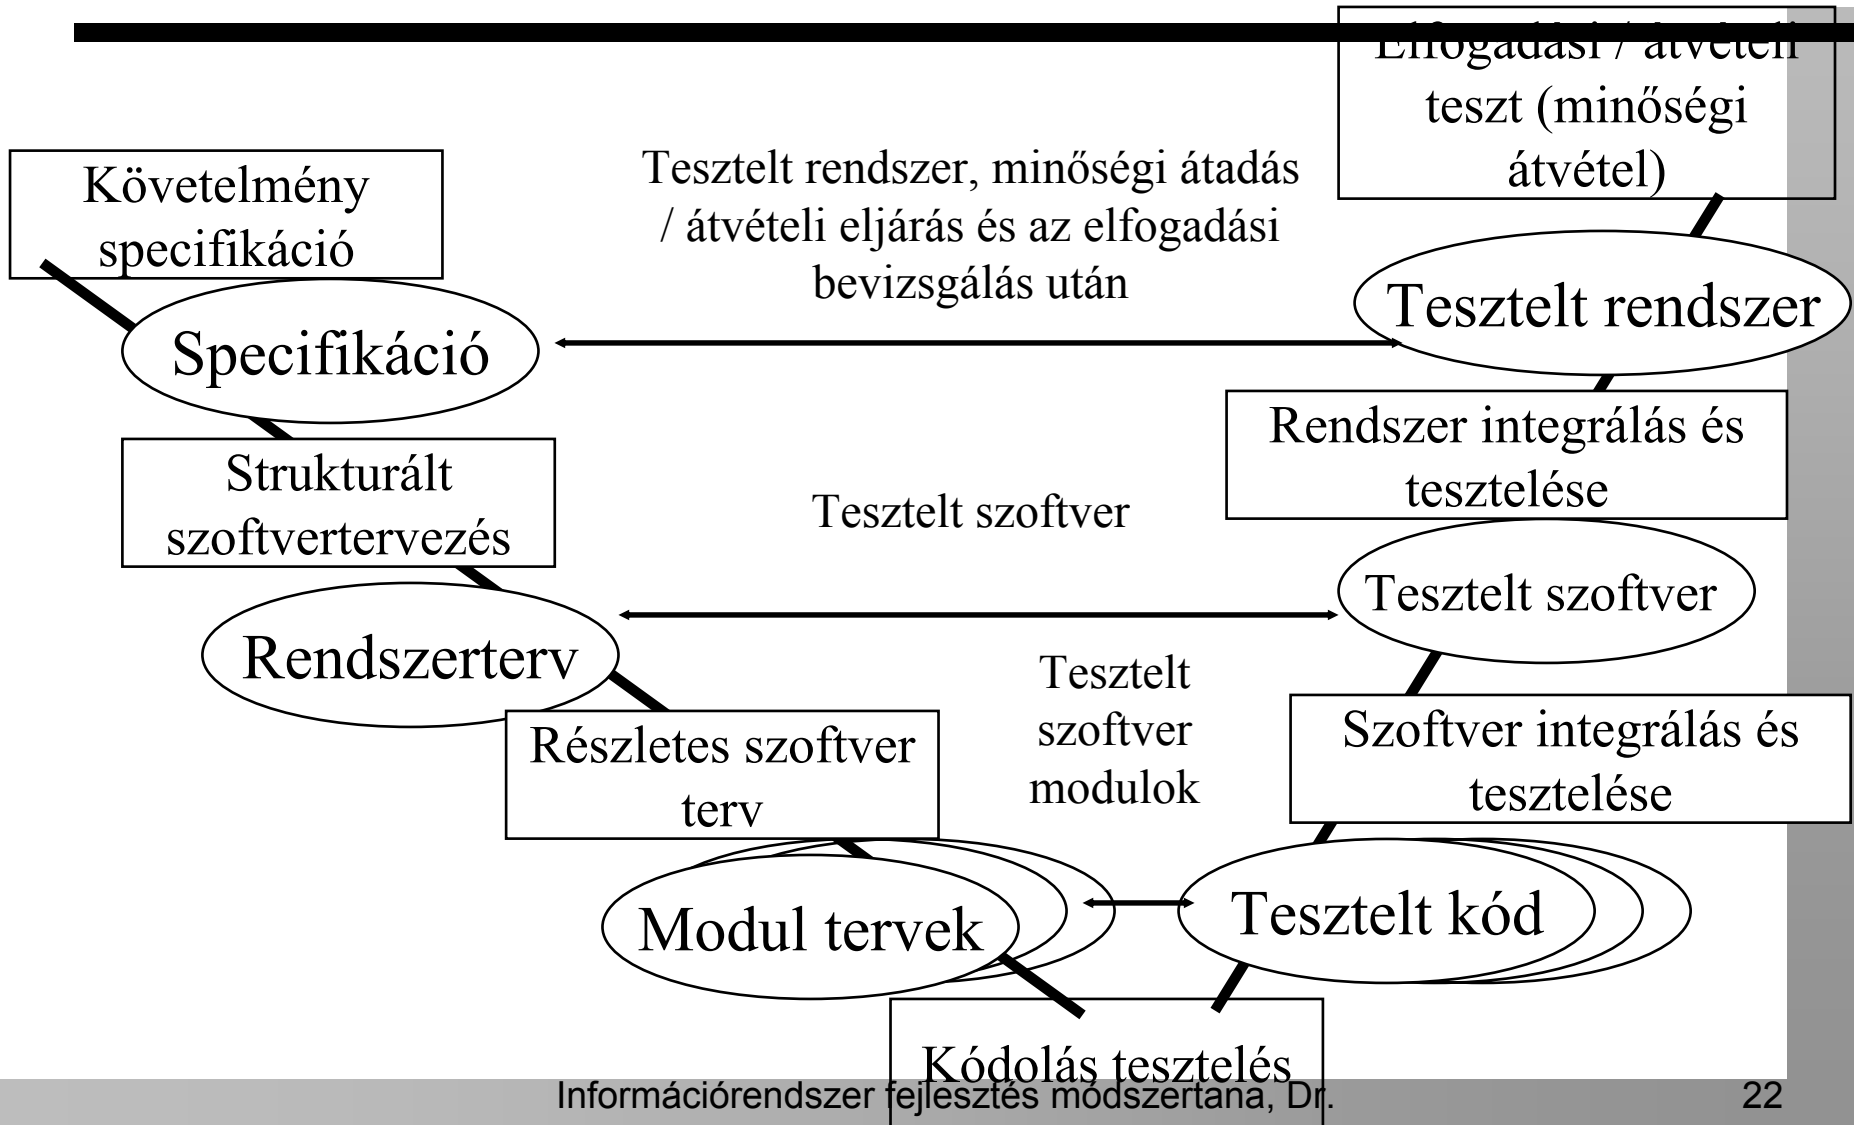 Elfogadási / átvételi
teszt (minőségi
átvétel)
Követelmény
specifikáció
Tesztelt rendszer, minőségi átadás
/ átvételi eljárás és az elfogadási
bevizsgálás után
Specifikáció
Tesztelt rendszer
Strukturált
szoftvertervezés
Tesztelt szoftver
Rendszer integrálás és
tesztelése
Rendszerterv
Tesztelt szoftver
Részletes szoftver
terv
Tesztelt
szoftver
modulok
Szoftver integrálás és
tesztelése
Modul tervek
Tesztelt kód
Kódolás tesztelés
Információrendszer fejlesztés módszertana, Dr.
22